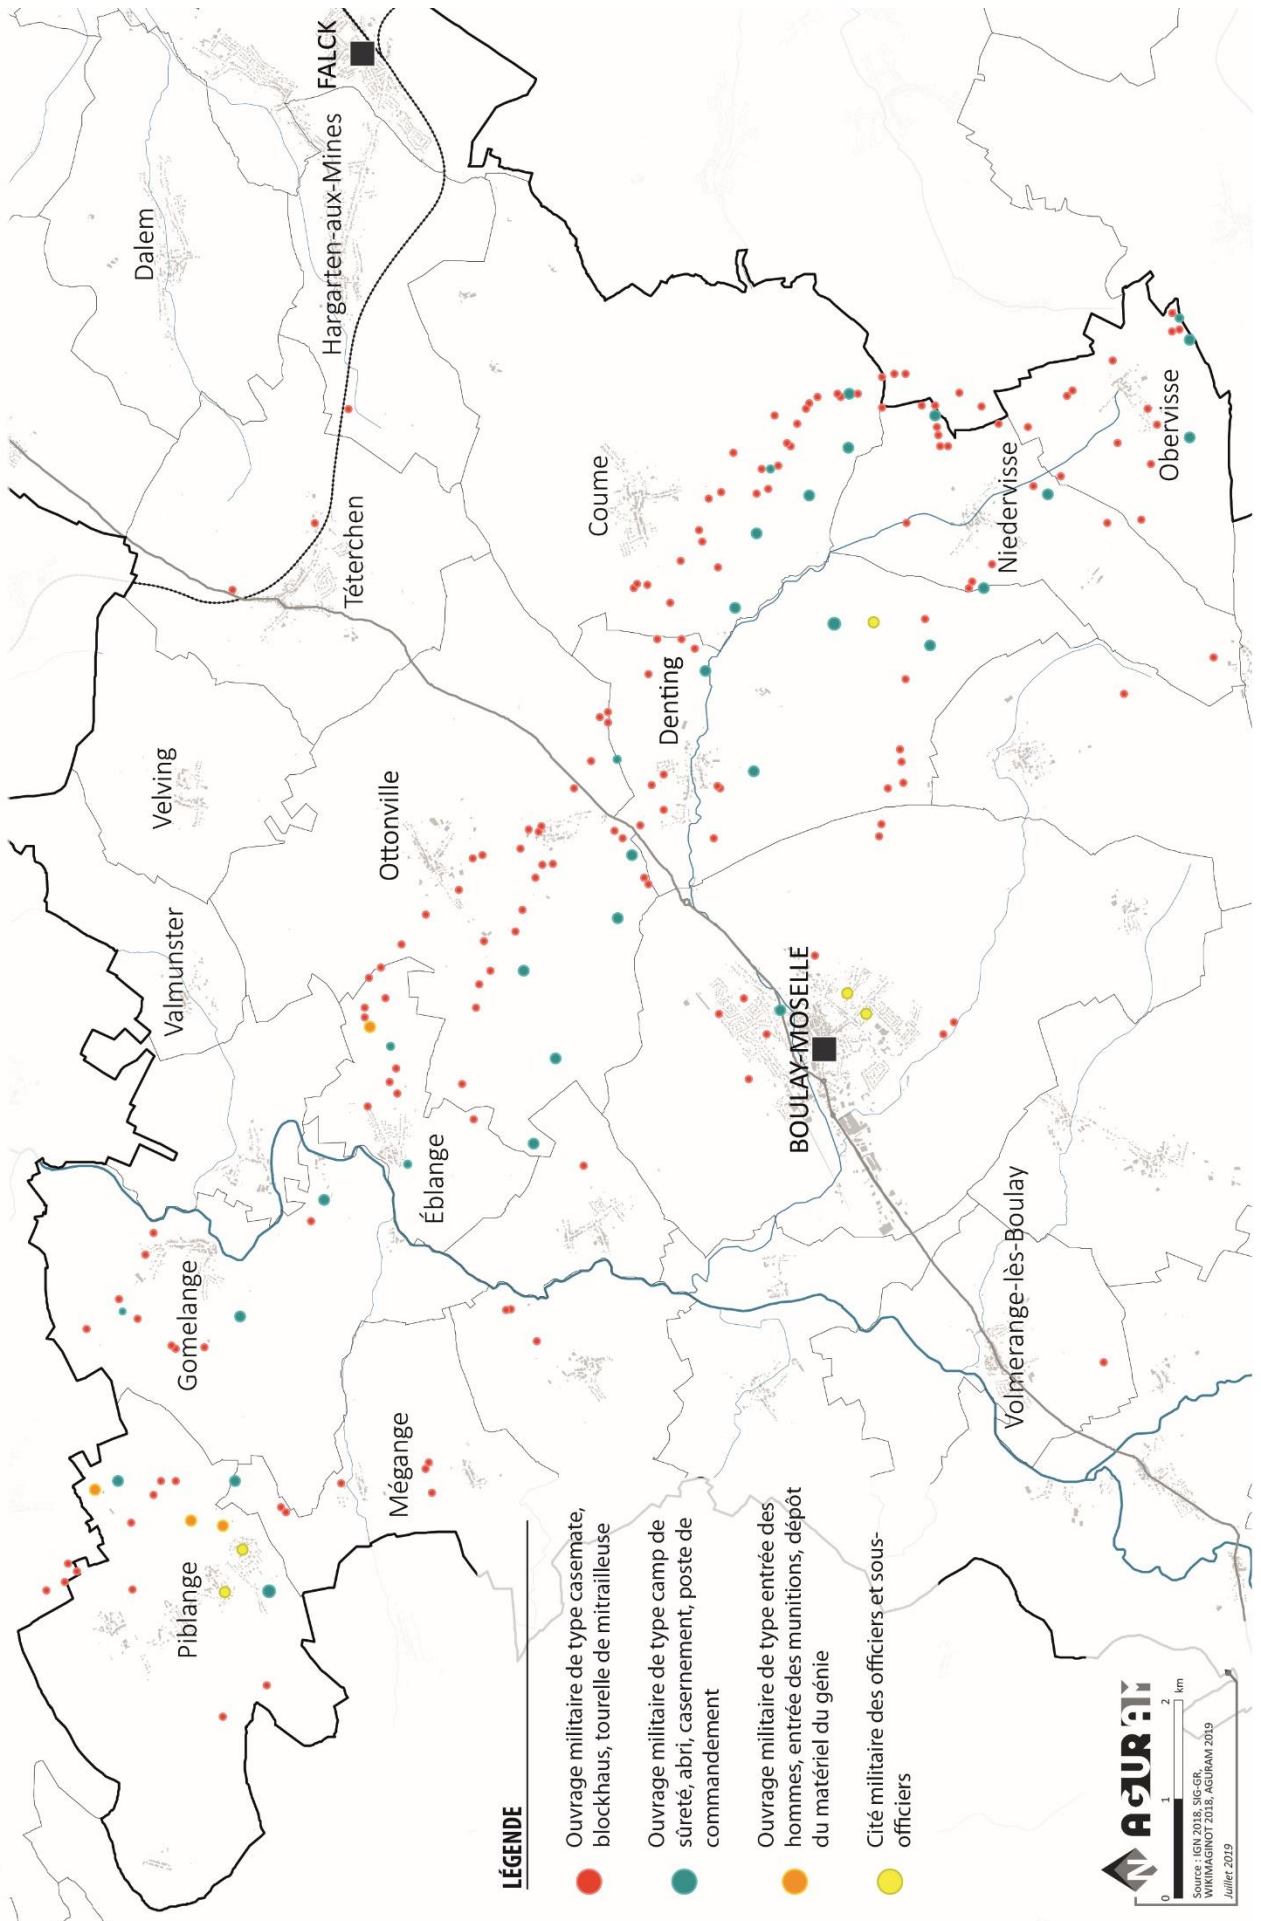 FALCK
Dalem
Hargarten-aux-Mines
Téterchen
Coume
Obervisse
Niedervisse
Denting
Velving
Ottonville
Valmunster
BOULAY-MOSELLE
Éblange
Gomelange
Volmerange-lès-Boulay
Mégange
Piblange
LÉGENDE
Ouvrage militaire de type casemate,
blockhaus, tourelle de mitrailleuse
Ouvrage militaire de type camp de
sûreté, abri, casernement, poste de
commandement
Ouvrage militaire de type entrée des
hommes, entrée des munitions, dépôt
du matériel du génie
Cité militaire des officiers et sous-
officiers
N
AGURAM
0 1 2
km
Source : IGN 2018, SIG-GR,
WIKIMAGINOT 2018, AGURAM 2019
Juillet 2019